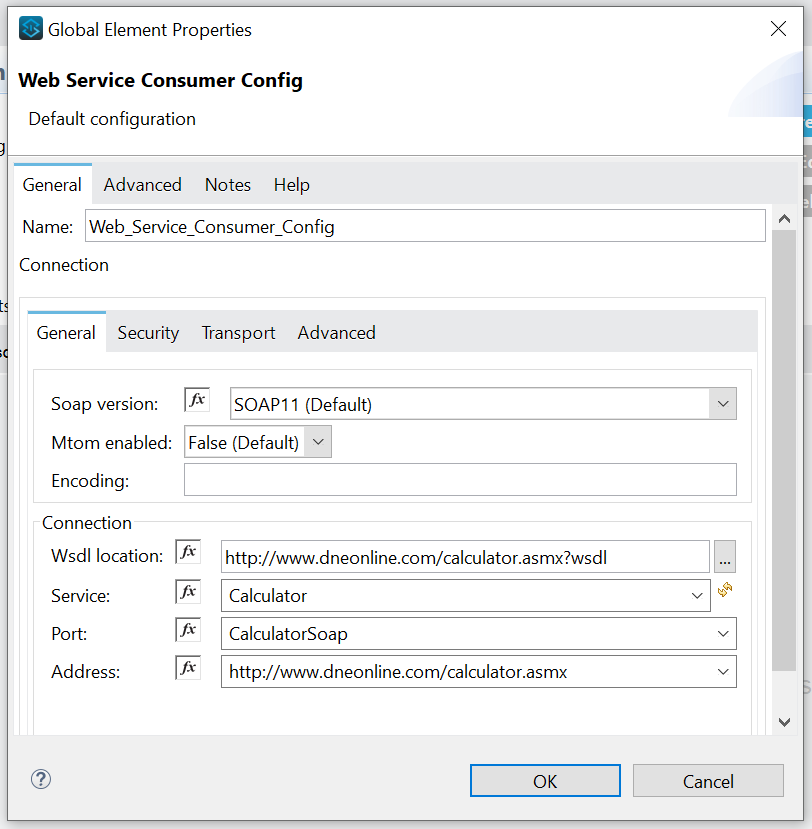 Global Element Properties
Web Service Consumer Config
Default configuration
General Advanced Notes Help
Name: Web_Service_Consumer_Config
Connection
General Security Transport Advanced
Soap version: fx SOAP11 (Default)
Mtom enabled: False (Default)
Encoding:
Connection
Wsdl location: fx http://www.dneonline.com/calculator.asmx?wsdl ...
Service: fx Calculator
Port: fx CalculatorSoap
Address: fx http://www.dneonline.com/calculator.asmx
? OK Cancel